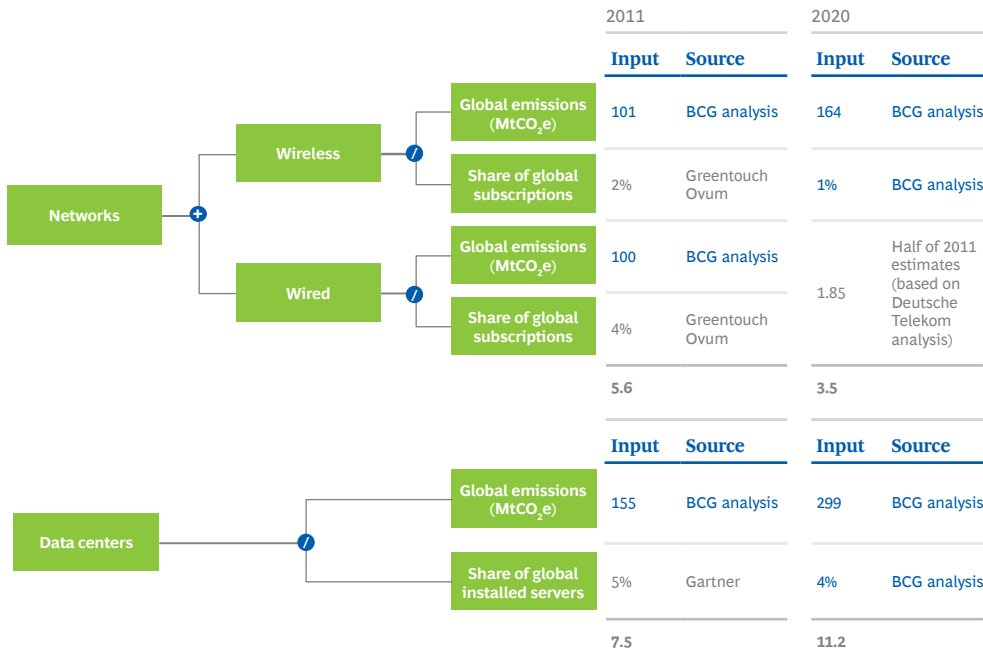 2011
2020
Input
Source
Input
Source
Networks
+
Wireless
/
Global emissions
(MtCO₂e)
101
BCG analysis
164
BCG analysis
Share of global
subscriptions
2%
Greentouch
Ovum
1%
BCG analysis
Wired
/
Global emissions
(MtCO₂e)
100
BCG analysis
Share of global
subscriptions
4%
Greentouch
Ovum
1.85
Half of 2011
estimates
(based on
Deutsche
Telekom
analysis)
5.6
3.5
Input
Source
Input
Source
Data centers
/
Global emissions
(MtCO₂e)
155
BCG analysis
299
BCG analysis
Share of global
installed servers
5%
Gartner
4%
BCG analysis
7.5
11.2